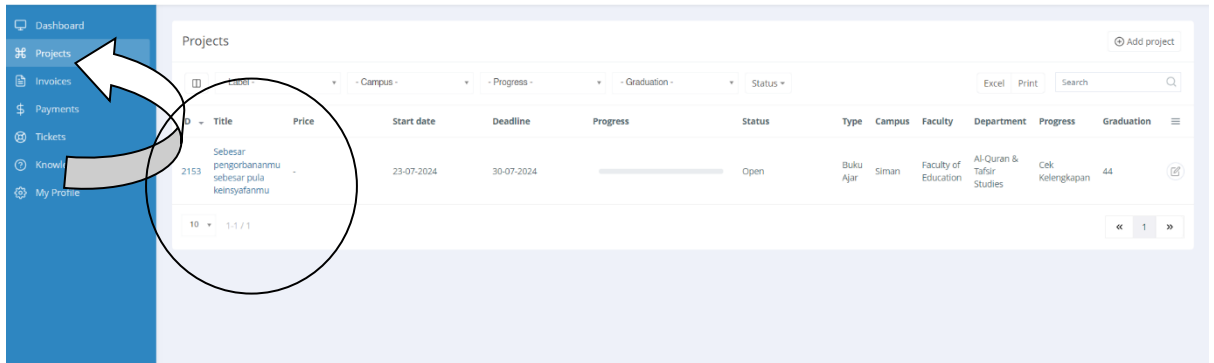 Dashboard
Projects
Invoices
Payments
Tickets
My Profile
Projects
Add project
Label -
- Campus -
- Progress -
- Graduation -
Status
Excel Print Search
Title Price Start date Deadline Progress Status Type Campus Faculty Department Progress Graduation
2153
Sebesar
pengorbananmu
sebesar pula
keinsyafanmu
-
23-07-2024
30-07-2024
Open
Buku
Ajar
Siman
Faculty of
Education
Al-Quran &
Tafsir
Studies
Cek
Kelengkapan
44
10 1-1 / 1
« 1 »